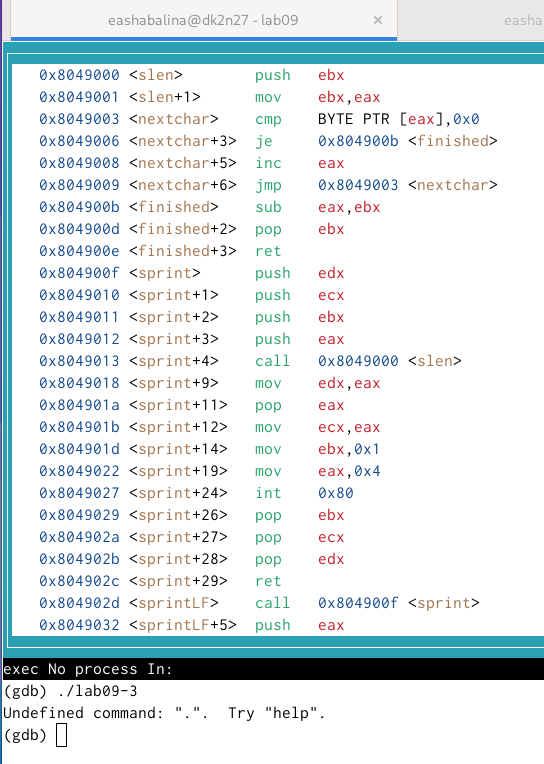 eashabalina@dk2n27 - lab09 × easha
0x8049000 <slen> push ebx
0x8049001 <slen+1> mov ebx,eax
0x8049003 <nextchar> cmp BYTE PTR [eax],0x0
0x8049006 <nextchar+3> je 0x804900b <finished>
0x8049008 <nextchar+5> inc eax
0x8049009 <nextchar+6> jmp 0x8049003 <nextchar>
0x804900b <finished> sub eax,ebx
0x804900d <finished+2> pop ebx
0x804900e <finished+3> ret
0x804900f <sprint> push edx
0x8049010 <sprint+1> push ecx
0x8049011 <sprint+2> push ebx
0x8049012 <sprint+3> push eax
0x8049013 <sprint+4> call 0x8049000 <slen>
0x8049018 <sprint+9> mov edx,eax
0x804901a <sprint+11> pop eax
0x804901b <sprint+12> mov ecx,eax
0x804901d <sprint+14> mov ebx,0x1
0x8049022 <sprint+19> mov eax,0x4
0x8049027 <sprint+24> int 0x80
0x8049029 <sprint+26> pop ebx
0x804902a <sprint+27> pop ecx
0x804902b <sprint+28> pop edx
0x804902c <sprint+29> ret
0x804902d <sprintLF> call 0x804900f <sprint>
0x8049032 <sprintLF+5> push eax
exec No process In:
(gdb) ./lab09-3
Undefined command: ".". Try "help".
(gdb)